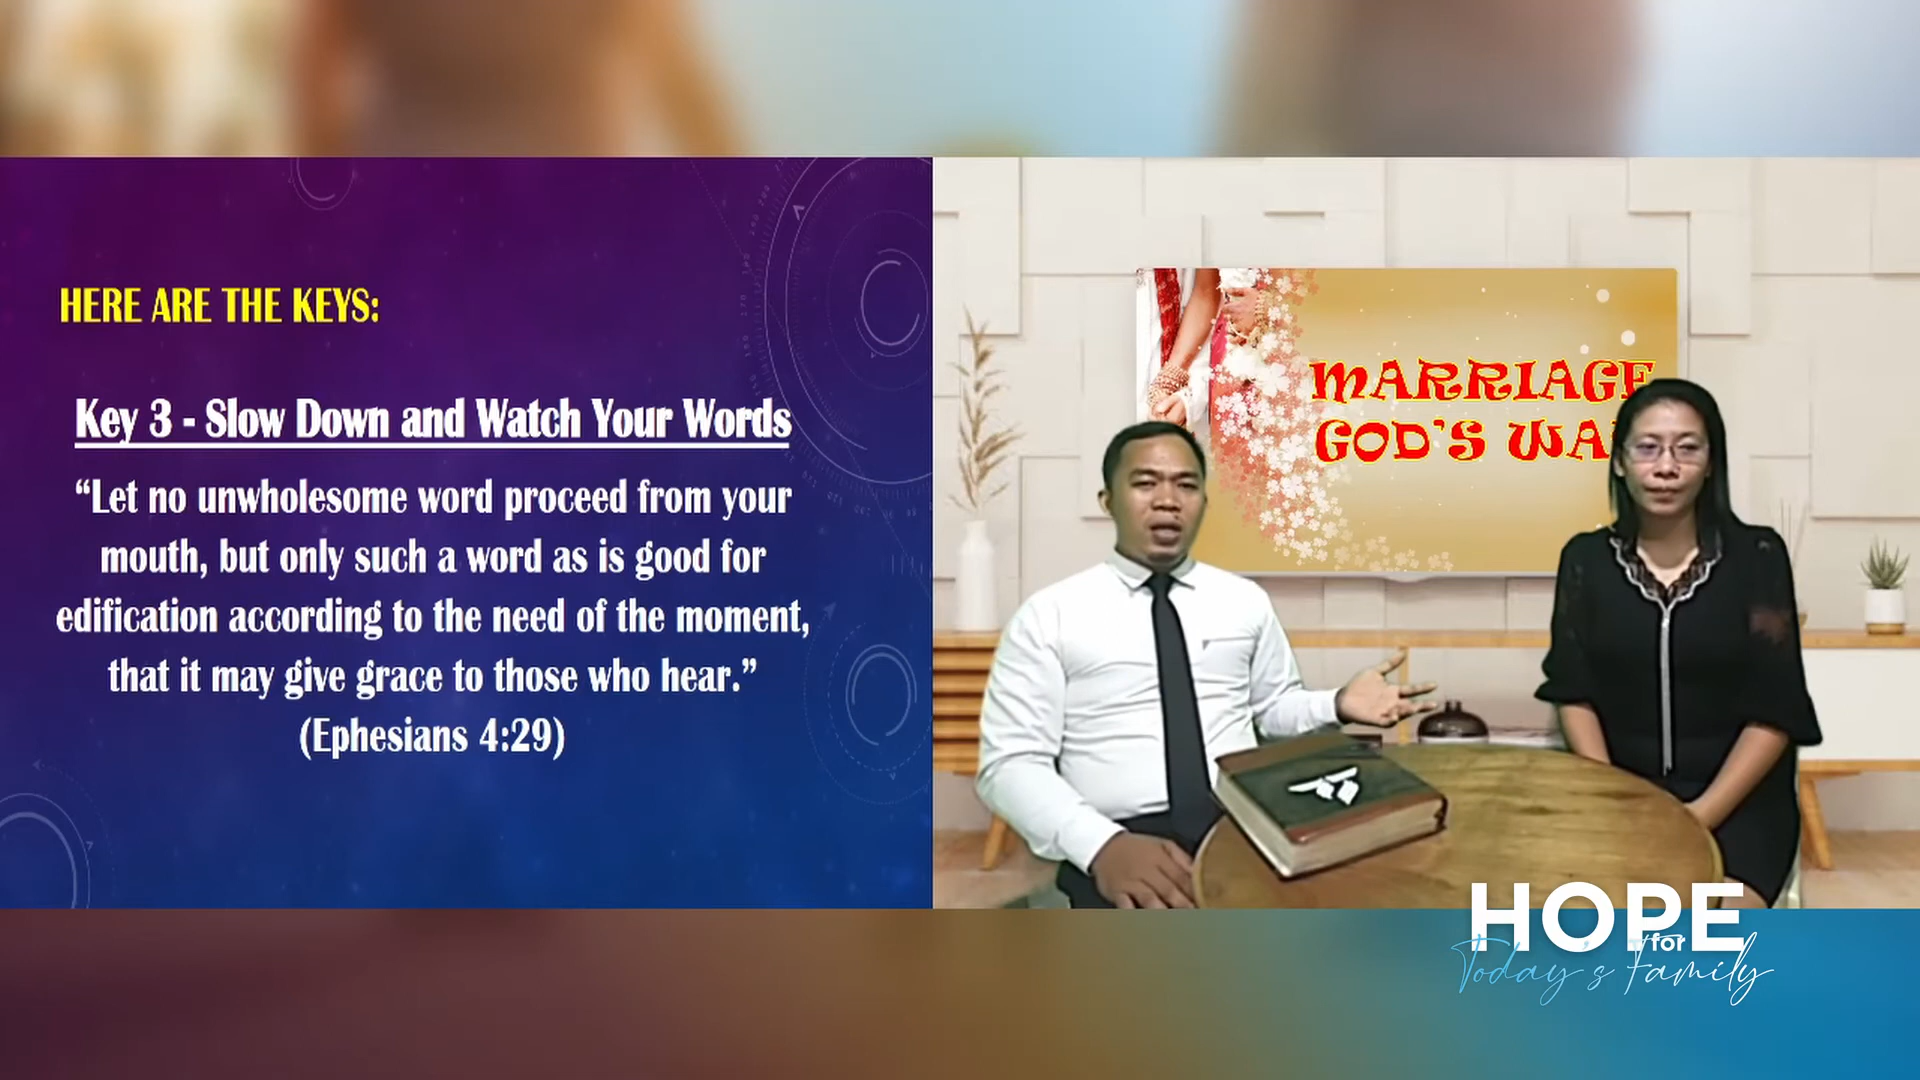 HERE ARE THE KEYS:
Key 3 - Slow Down and Watch Your Words
“Let no unwholesome word proceed from your
mouth, but only such a word as is good for
edification according to the need of the moment,
that it may give grace to those who hear.”
(Ephesians 4:29)
MARRIAGE
GOD'S WA
HOPE
for
Today's Family